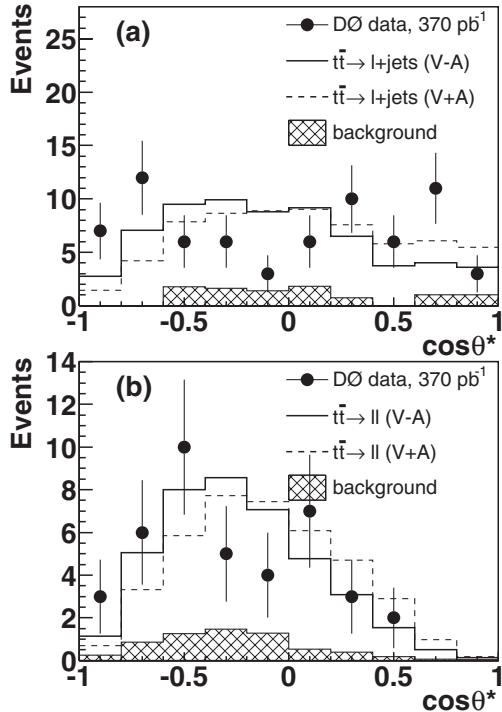 Events
(a)
DØ data, 370 pb⁻¹
tt̄→ l+jets (V-A)
tt̄→ l+jets (V+A)
background
25
20
15
10
5
0
-1 -0.5 0 0.5 1
cosθ*
Events
(b)
DØ data, 370 pb⁻¹
tt̄→ ll (V-A)
tt̄→ ll (V+A)
background
14
12
10
8
6
4
2
0
-1 -0.5 0 0.5 1
cosθ*